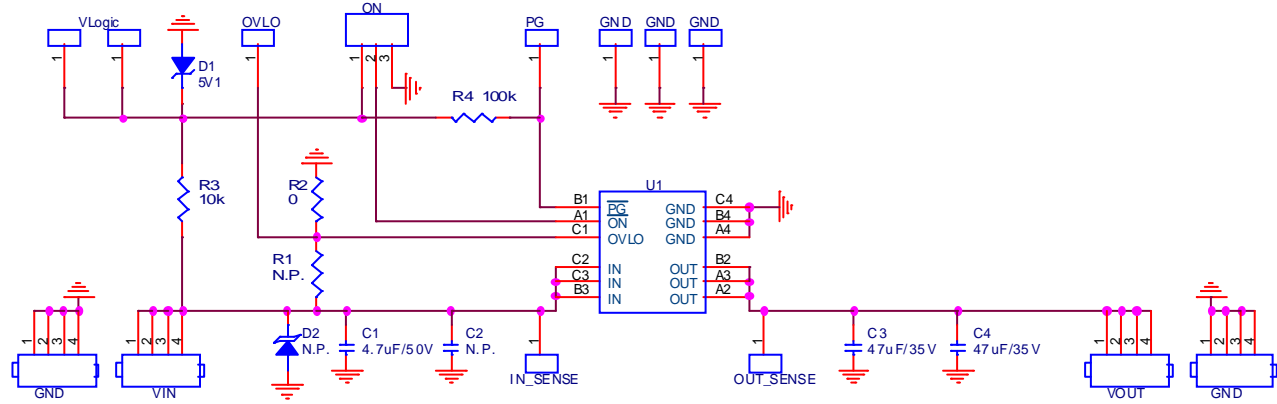 VLogic OVLO ON PG GND GND GND
1 1 1 1 2 3 1 1 1 1
D1
5V1
R4 100k
R3
10k
R2
0
U1
B1 PG GND C4
A1 ON GND B4
C1 OVLO GND A4
R1
N.P.
C2 IN OUT B2
C3 IN OUT A3
B3 IN OUT A2
1 2 3 4 1 2 3 4 D2
N.P. C1
4.7uF/50V C2
N.P. 1 1 C3
47uF/35V C4
47uF/35V 1 2 3 4 1 2 3 4
GND VIN IN_SENSE OUT_SENSE VOUT GND